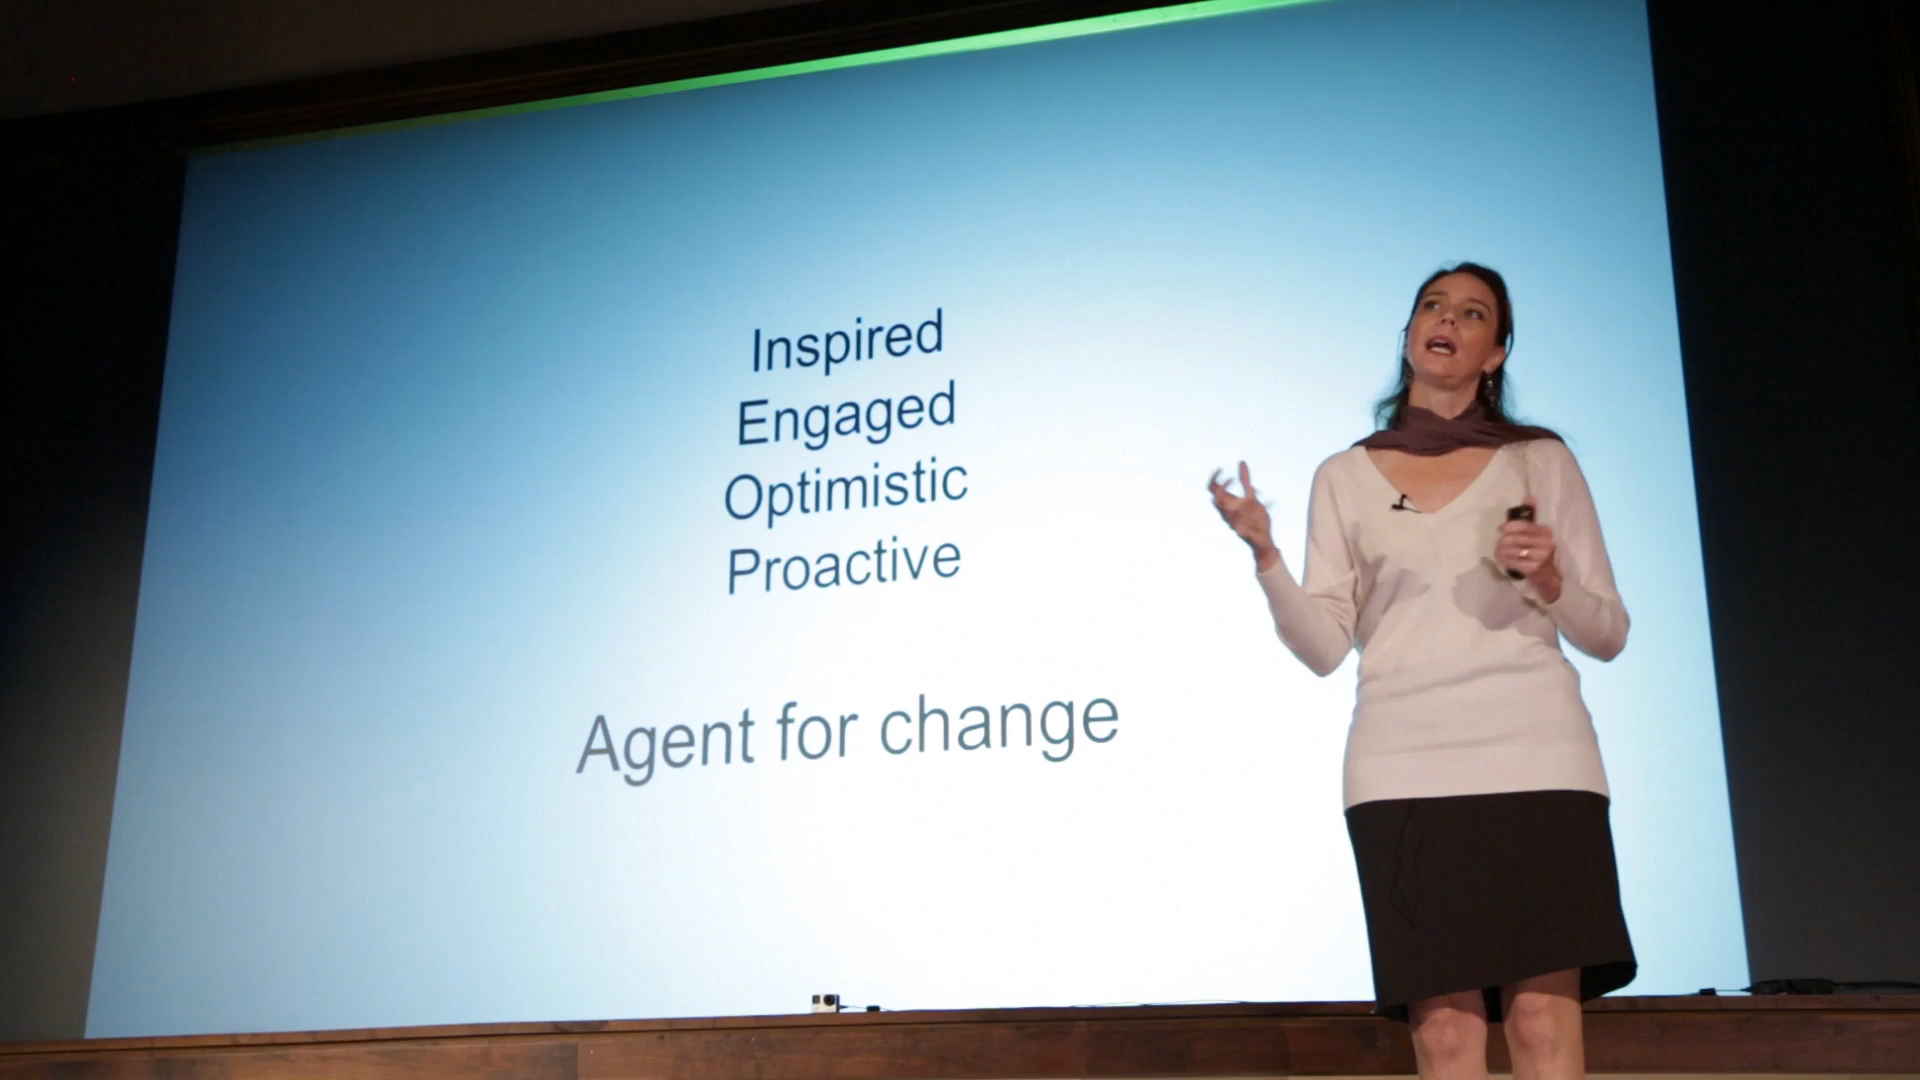 Inspired
Engaged
Optimistic
Proactive
Agent for change